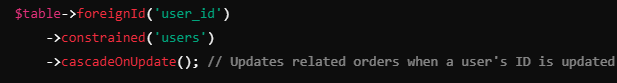 $table->foreignId('user_id')
->constrained('users')
->cascadeOnUpdate(); // Updates related orders when a user's ID is updated